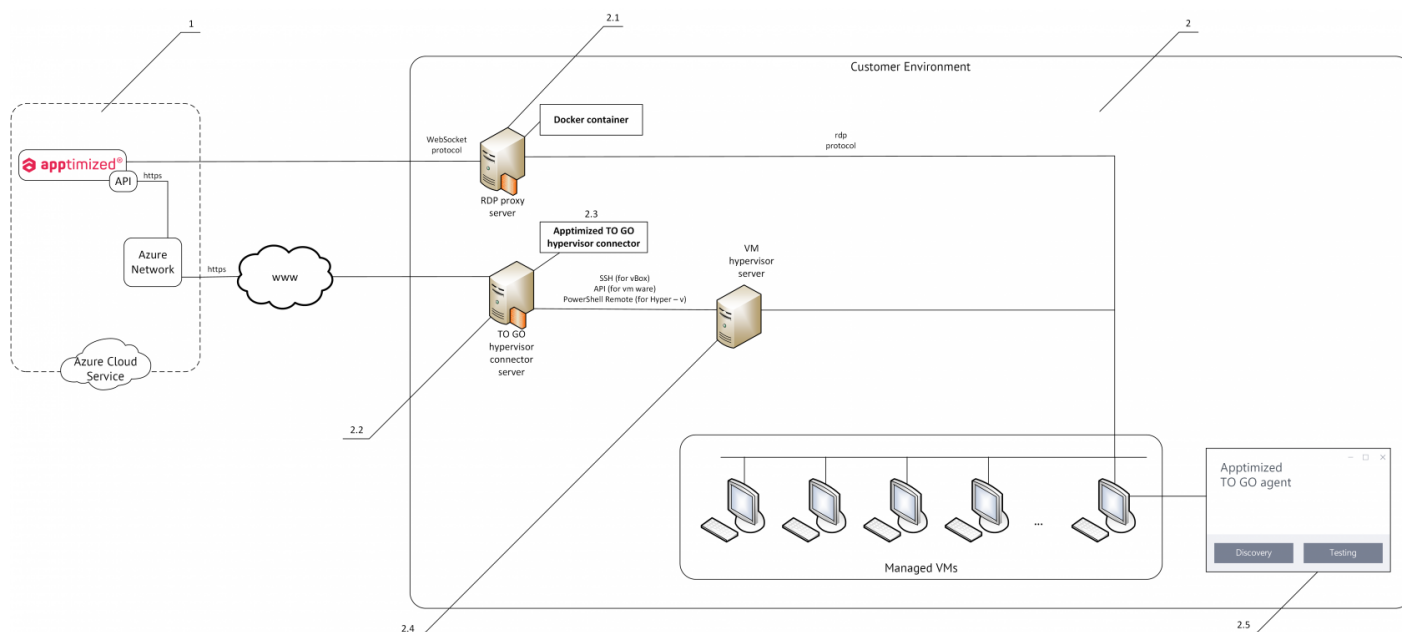 1
2.1
2
Customer Environment
Docker container
WebSocket
protocol
rdp
protocol
apptimized®
API
https
RDP proxy
server
2.3
Apptimized TO GO
hypervisor connector
Azure
Network
https
www
VM
hypervisor
server
SSH (for vBox)
API (for vm ware)
PowerShell Remote (for Hyper – v)
TO GO
hypervisor
connector
server
Azure Cloud
Service
2.2
Apptimized
TO GO agent
...
Discovery
Testing
Managed VMs
2.4
2.5